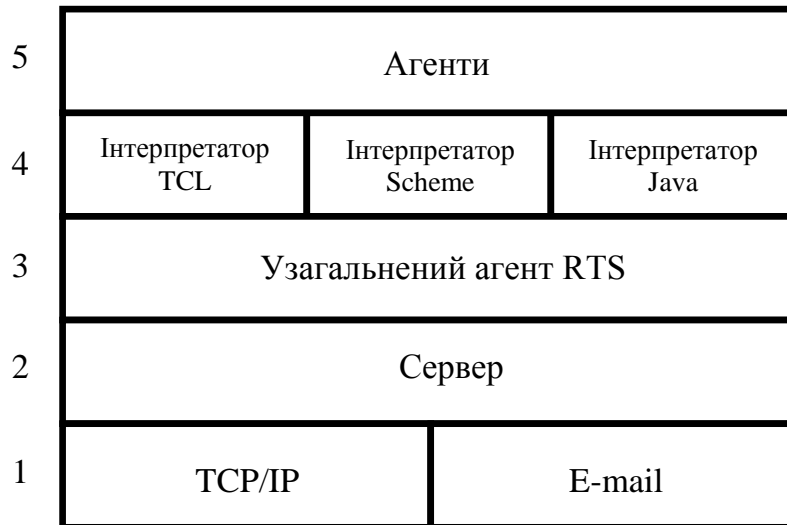 5
Агенти
4
Інтерпретатор
TCL
Інтерпретатор
Scheme
Інтерпретатор
Java
3
Узагальнений агент RTS
2
Сервер
1
TCP/IP
E-mail